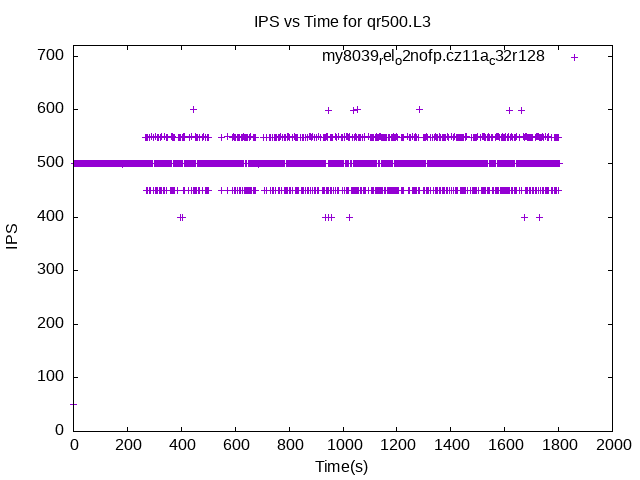 IPS vs Time for qr500.L3
my8039relo2nofp.cz11ac32r128
700
600
500
400
300
200
100
0
IPS
0 200 400 600 800 1000 1200 1400 1600 1800 2000
Time(s)